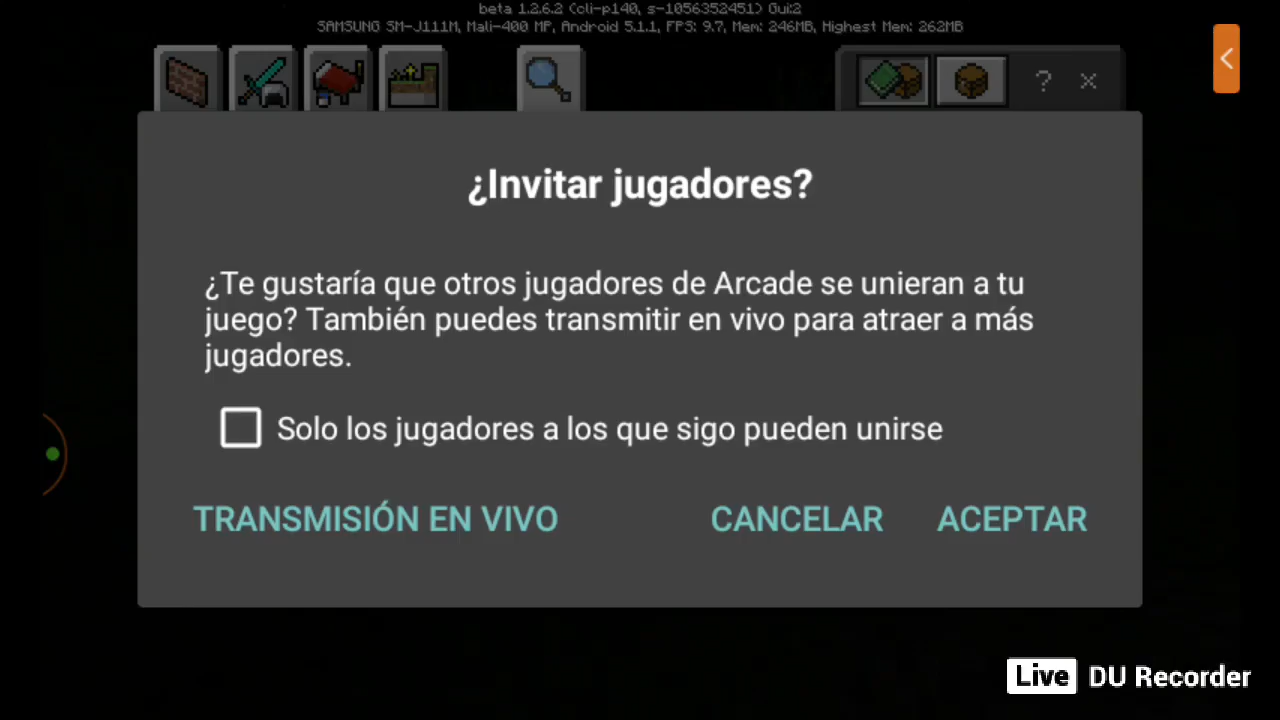 beta 1.2.6.2 (cli-p140, s-1056352451) Gui:2
SAMSUNG SM-J111M, Mali-400 MP, Android 5.1.1, FPS: 9.7, Mem: 246MB, Highest Mem: 262MB
?
¿Invitar jugadores?
¿Te gustaría que otros jugadores de Arcade se unieran a tu
juego? También puedes transmitir en vivo para atraer a más
jugadores.
Solo los jugadores a los que sigo pueden unirse
TRANSMISIÓN EN VIVO CANCELAR ACEPTAR
Live DU Recorder